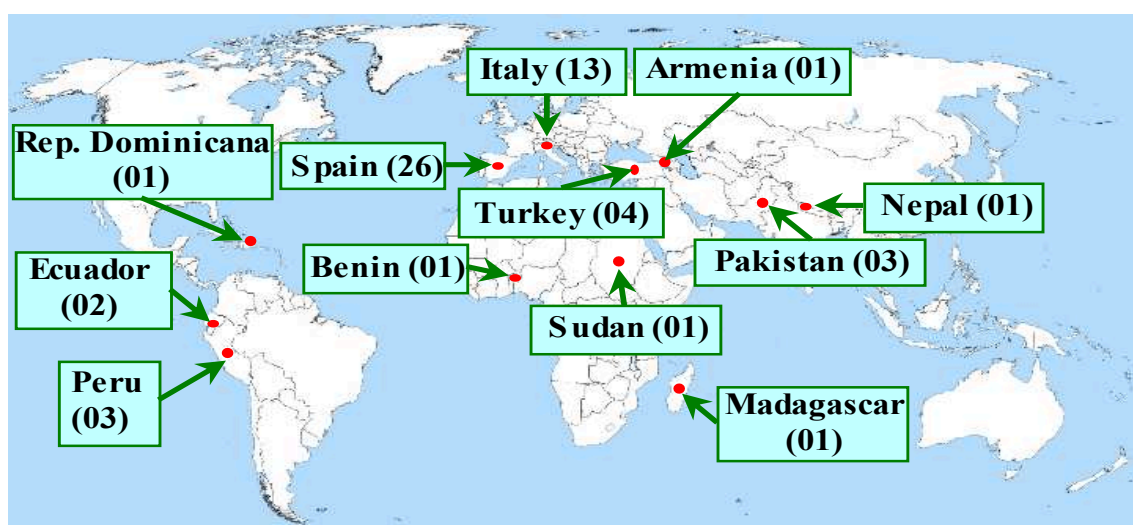 Italy (13)
Armenia (01)
Rep. Dominicana
(01)
Spain (26)
Turkey (04)
Nepal (01)
Pakistan (03)
Ecuador
(02)
Benin (01)
Sudan (01)
Peru
(03)
Madagascar
(01)